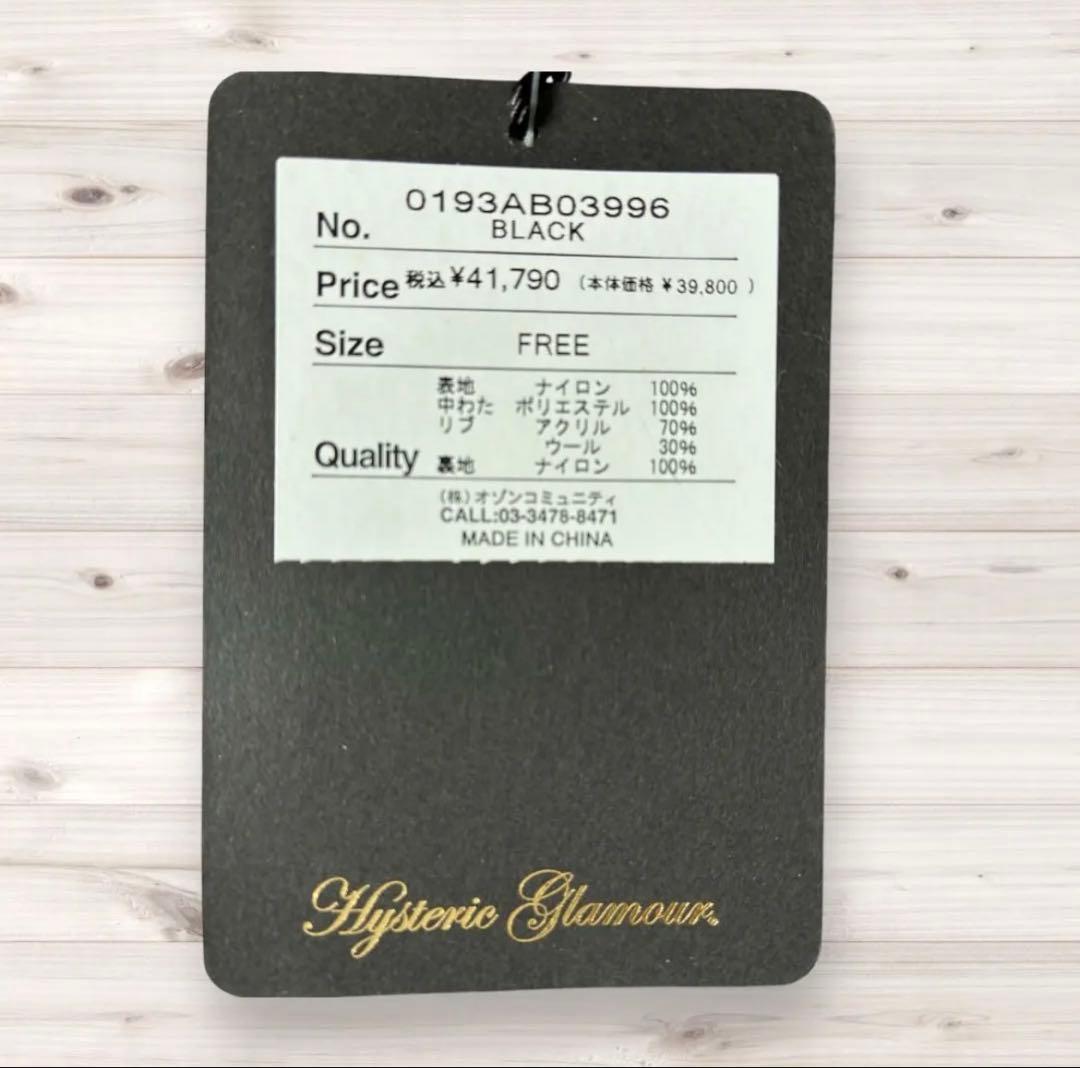 0193AB03996
No. BLACK
Price 税込 ¥41,790 (本体価格 ¥39,800 )
Size FREE
表地 ナイロン 100%
中わた ポリエステル 100%
リブ アクリル 70%
ウール 30%
Quality 裏地 ナイロン 100%
(株)オゾンコミュニティ
CALL:03-3478-8471
MADE IN CHINA
Hysteric Glamour.